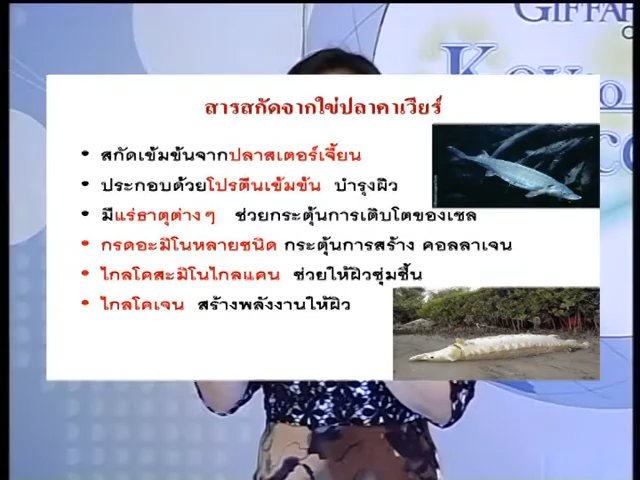 GIFFAR
สารสกัดจากไข่ปลาคาเวียร์
• สกัดเข้มข้นจากปลาสเตอร์เจี้ยน
• ประกอบด้วยโปรตีนเข้มข้น บำรุงผิว
• มีแร่ธาตุต่างๆ ช่วยกระตุ้นการเติบโตของเซล
• กรดอะมิโนหลายชนิด กระตุ้นการสร้าง คอลลาเจน
• ไกลโคสะมิโนไกลแคน ช่วยให้ผิวชุ่มชื้น
• ไกลโคเจน สร้างพลังงานให้ผิว